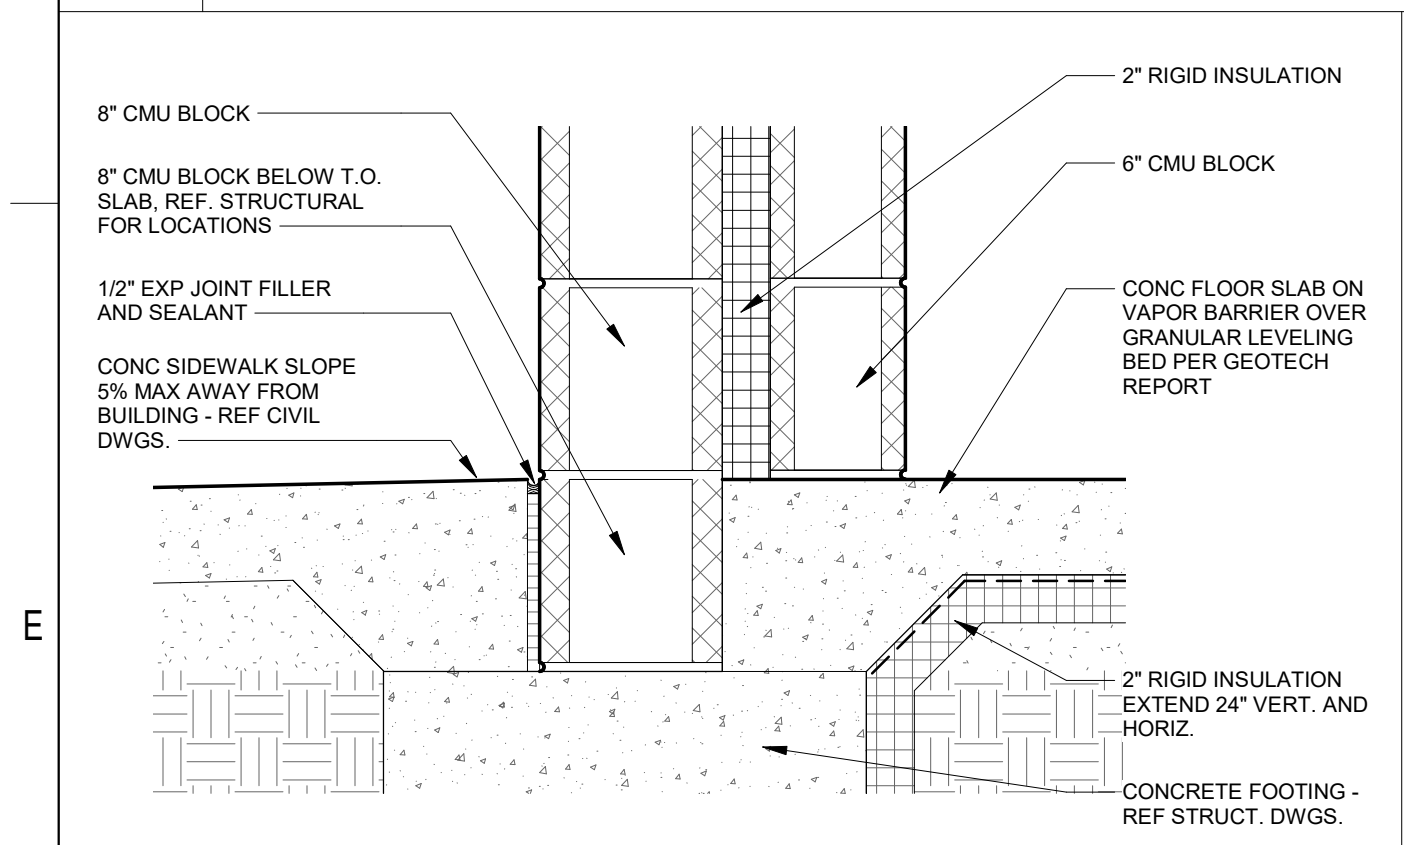 8" CMU BLOCK
8" CMU BLOCK BELOW T.O.
SLAB, REF. STRUCTURAL
FOR LOCATIONS
1/2" EXP JOINT FILLER
AND SEALANT
CONC SIDEWALK SLOPE
5% MAX AWAY FROM
BUILDING - REF CIVIL
DWGS.
E
2" RIGID INSULATION
6" CMU BLOCK
CONC FLOOR SLAB ON
VAPOR BARRIER OVER
GRANULAR LEVELING
BED PER GEOTECH
REPORT
2" RIGID INSULATION
EXTEND 24" VERT. AND
HORIZ.
CONCRETE FOOTING -
REF STRUCT. DWGS.